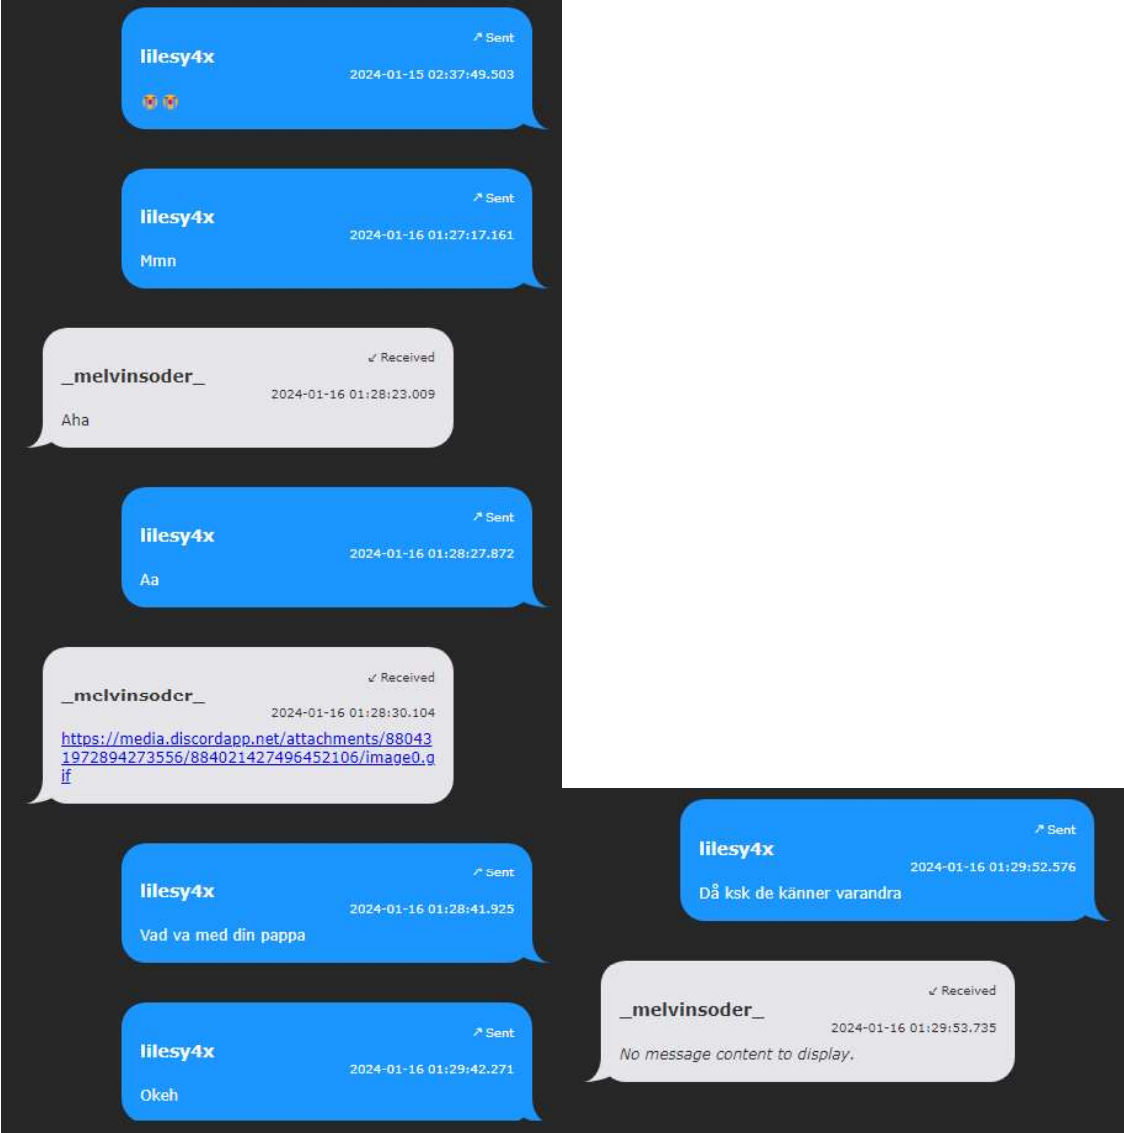 ↗ Sent
lilesy4x
2024-01-15 02:37:49.503
↗ Sent
lilesy4x
2024-01-16 01:27:17.161
Mmn
↙ Received
_melvinsoder_
2024-01-16 01:28:23.009
Aha
↗ Sent
lilesy4x
2024-01-16 01:28:27.872
Aa
↙ Received
_melvinsoder_
2024-01-16 01:28:30.104
https://media.discordapp.net/attachments/88043
1972894273556/884021427496452106/image0.g
if
↗ Sent
lilesy4x
2024-01-16 01:28:41.925
Vad va med din pappa
↗ Sent
lilesy4x
2024-01-16 01:29:42.271
Okeh
↗ Sent
lilesy4x
2024-01-16 01:29:52.576
Då ksk de känner varandra
↙ Received
_melvinsoder_
2024-01-16 01:29:53.735
No message content to display.